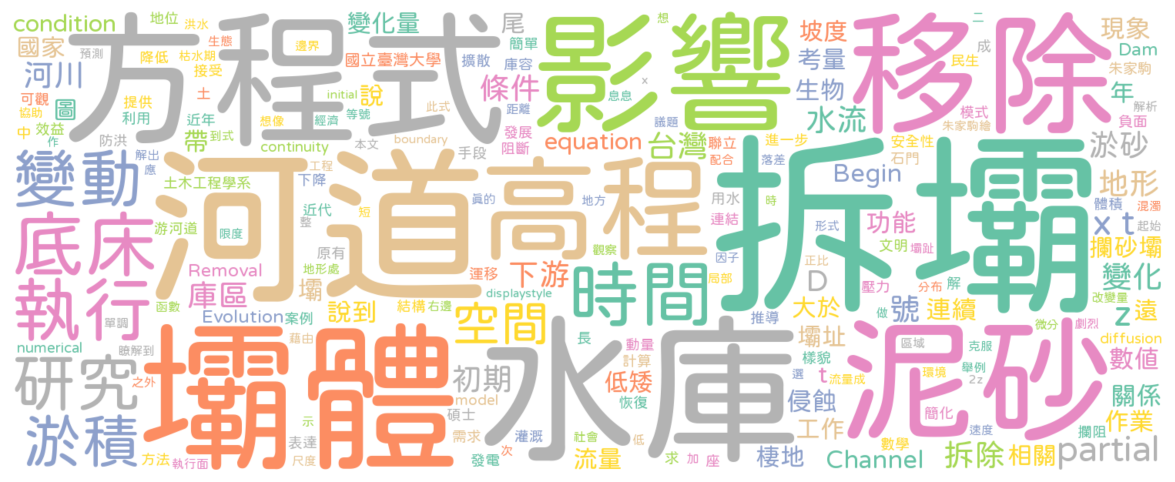 condition 地位 洪水 變化量 尾 方程式 影響 移除 坡度 想 二 成 現象
國家 預測 降低 枯水期 生態 邊界 國立臺灣大學 擴散 簡單 庫容 考量 民生 Dam
河川 接受 土 initial 想像 經濟 等號 距離 條件 x 息息 此式 生物 模式 解析 朱家駒
可觀 協助 圖 提供 利用 說 議題 水流 朱家駒繪 年 負面
中 效益 作 近年 防洪 到式 帶 continuity 本文 boundary 手段 發展 阻斷 equation 台灣 聯立 配合 進一步 落差 安全性 石門 淤砂
變動 解出 應 工程 土木工程學系 下降 河道 高程 拆壩 Begin 地形
底床 游河道 限度 近代 短 整 真的 地方 用水 連結 功能 體積 混濁 起始
執行 函數 地形處 原有 觀察 因子 形式 文明 壩趾 x t
Removal 壩 運移 下游 時間 局部 正比 D 壓力 分布 解 攔砂壩 變化
庫區 單調 Evolution 案例 說到 結構 右邊 displaystyle 空間 大於 號 連續 做 改變量 z 遠
numerical 瞭解到 藉由 壩體 水庫 推導 壩址 泥砂 微分 劇烈 diffusion
研究 之外 初期 長 動量 計算 低矮 樣貌 t 區域 克服 數值
淤積 碩士 model 恢復 選 流量成 環境 舉例 2z 關係
示 表達 需求 灌溉 社會 求 侵蝕 工作 簡化 速度 作業 攔阻
方法 執行面 尺度 發電 次 流量 低 加 座 棲地 數學 Channel 拆除 相關 partial